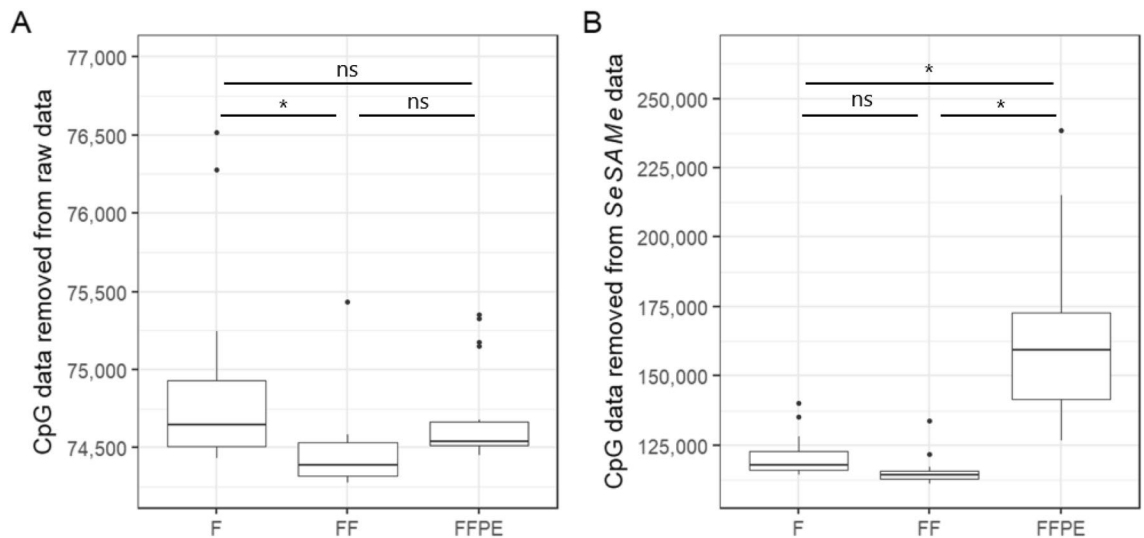 A
CpG data removed from raw data
77,000
76,500
76,000
75,500
75,000
74,500
ns
*
ns
F
FF
FFPE
B
CpG data removed from SeSAMe data
250,000
225,000
200,000
175,000
150,000
125,000
*
ns
*
F
FF
FFPE